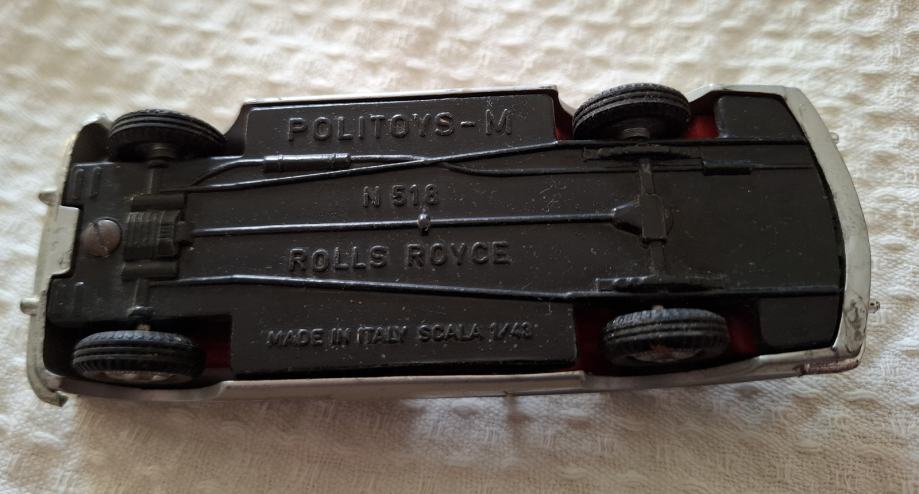 POLITOYS-M
N 518
ROLLS ROYCE
MADE IN ITALY SCALA 1/43